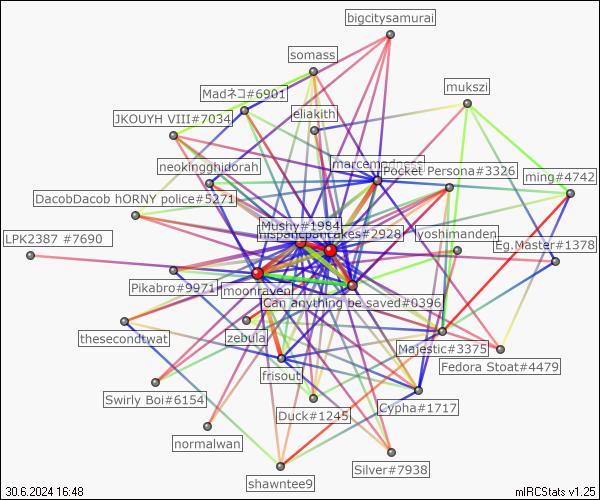 bigcitysamurai
somass
mukszi
Madネコ#6901
eliakith
JKOUYH VIII#7034
marcemadness
neokingghidorah
Pocket Persona#3326
ming#4742
DacobDacob hORNY police#5271
Mushy#1984
#2928
yoshimanden
LPK2387 #7690
Eg.Master#1378
Pikabro#9971
moonraven
Can anything be saved#0396
thesecondtwat
zebula
Majestic#3375
Fedora Stoat#4479
frisout
Swirly Boi#6154
Duck#1245
Cypha#1717
normalwan
Silver#7938
shawntee9
30.6.2024 16:48
mIRCStats v1.25